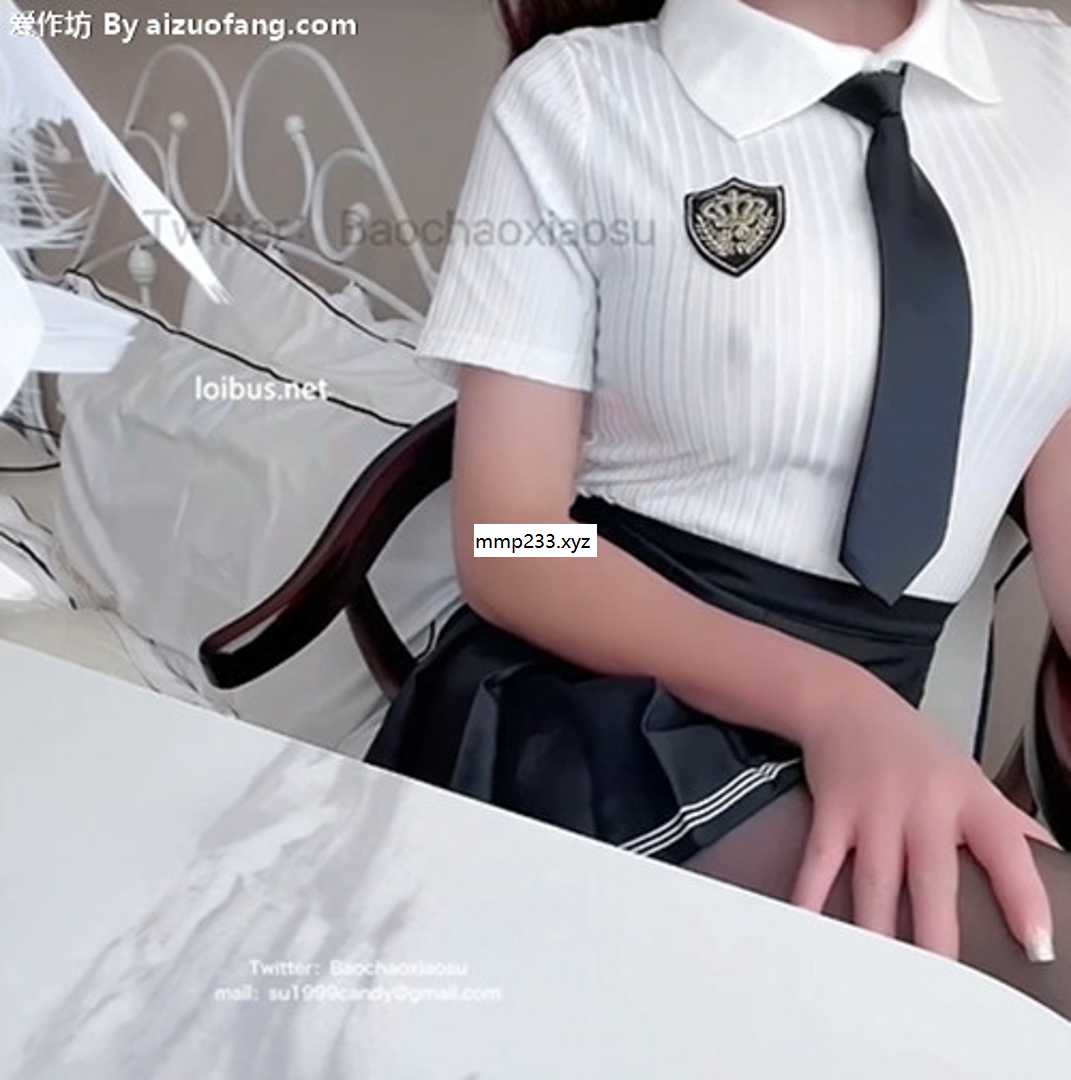 爱作坊 By aizuofang.com
Twitter: Baochaoxiaosu
loibus.net
mmp233.xyz
Twitter: Baochaoxiaosu
mail: su1999candy@gmail.com